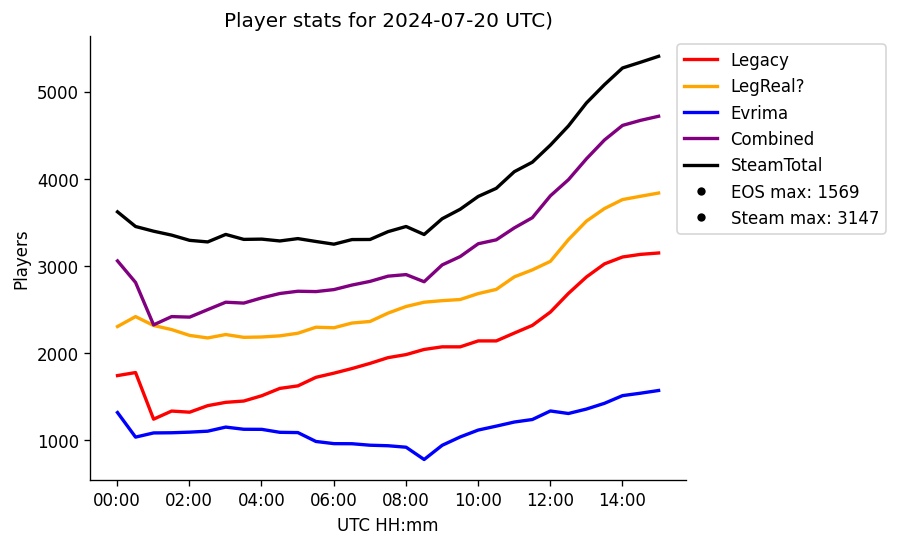 Player stats for 2024-07-20 UTC)
Players
5000
4000
3000
2000
1000
00:00 02:00 04:00 06:00 08:00 10:00 12:00 14:00
UTC HH:mm
Legacy
LegReal?
Evrima
Combined
SteamTotal
EOS max: 1569
Steam max: 3147